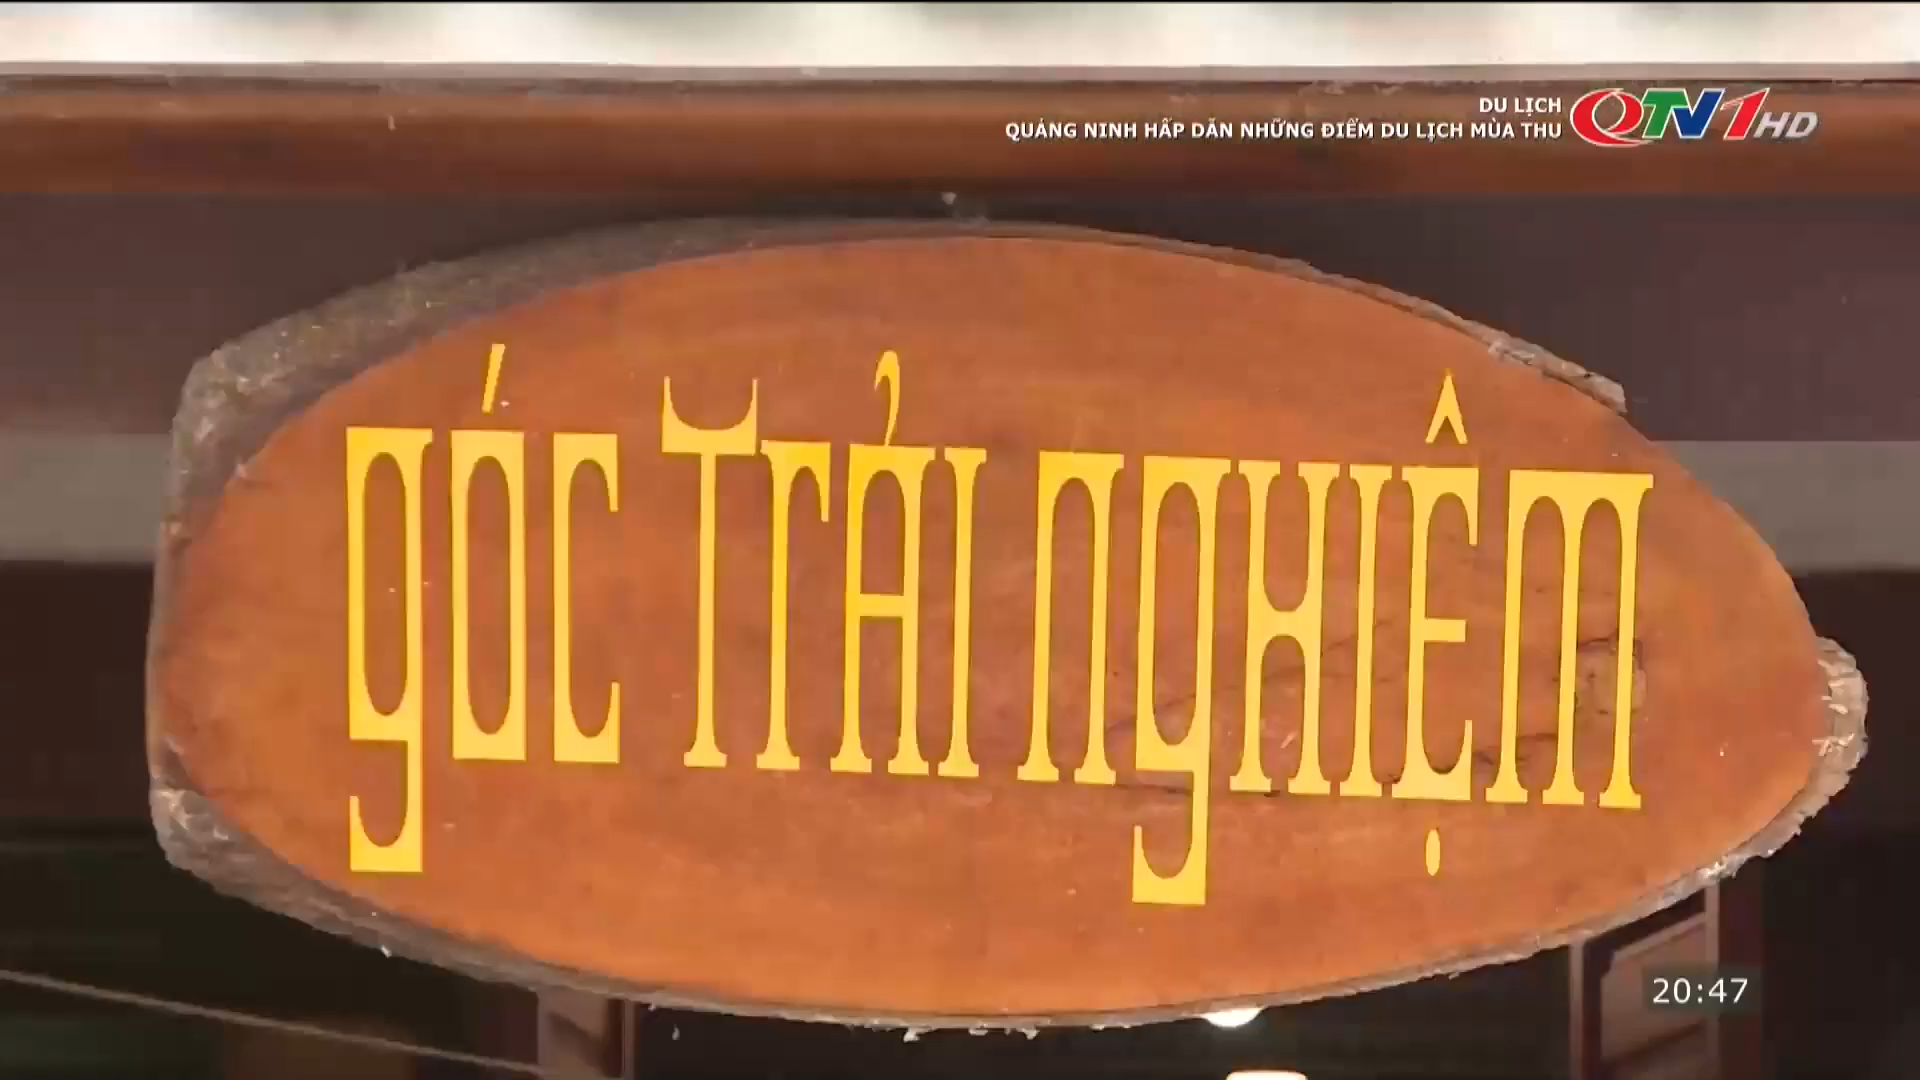 DU LỊCH
QUẢNG NINH HẤP DẪN NHỮNG ĐIỂM DU LỊCH MÙA THU
QTV1HD
gÓC TRẢI NgHIỆM
20:47